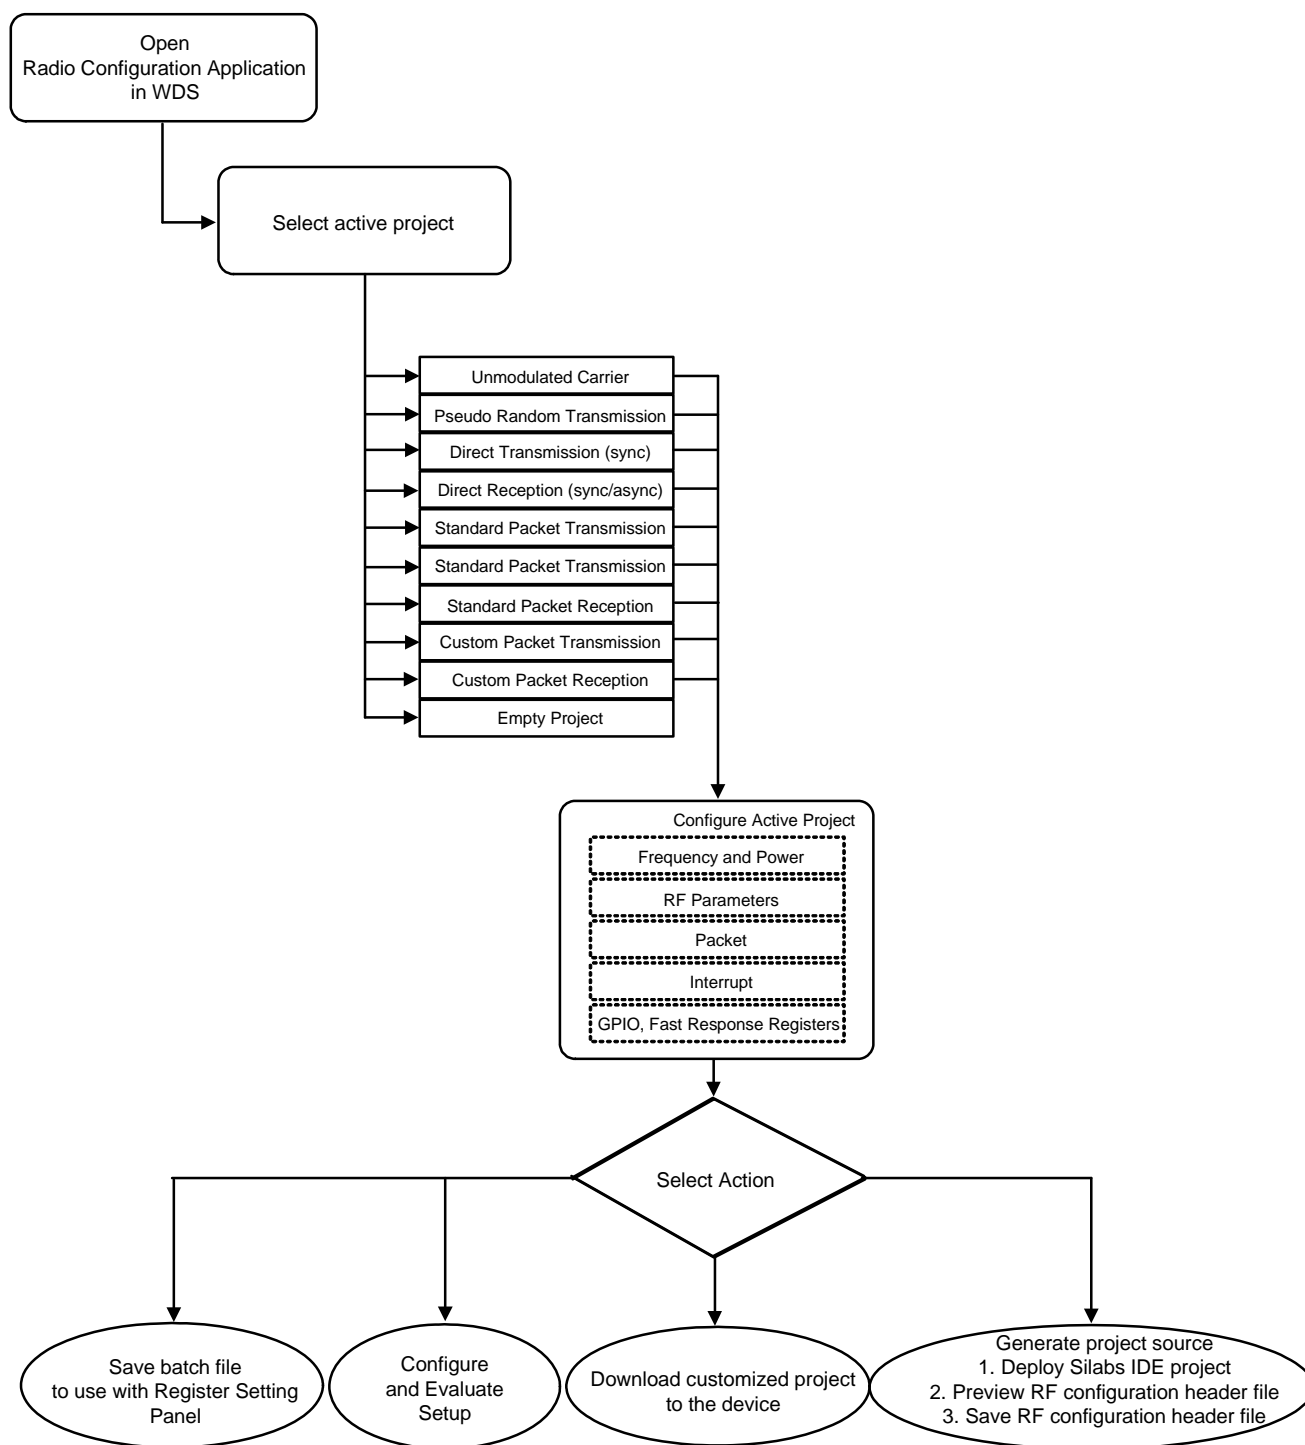 Open
Radio Configuration Application
in WDS
Select active project
Unmodulated Carrier
Pseudo Random Transmission
Direct Transmission (sync)
Direct Reception (sync/async)
Standard Packet Transmission
Standard Packet Transmission
Standard Packet Reception
Custom Packet Transmission
Custom Packet Reception
Empty Project
Configure Active Project
Frequency and Power
RF Parameters
Packet
Interrupt
GPIO, Fast Response Registers
Select Action
Save batch file
to use with Register Setting
Panel
Configure
and Evaluate
Setup
Download customized project
to the device
Generate project source
1. Deploy Silabs IDE project
2. Preview RF configuration header file
3. Save RF configuration header file